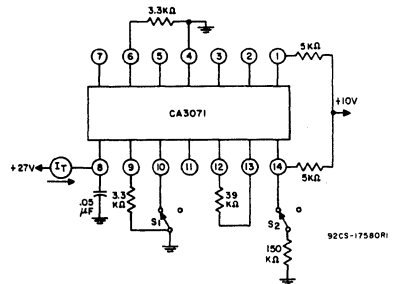 3.3KΩ
7 6 5 4 3 2 1
5KΩ
+10V
CA3071
+27V
IT
8 9 10 11 12 13 14
5KΩ
.05
μF
3.3
KΩ
S1
39
KΩ
S2
150
KΩ
92CS-17580RI